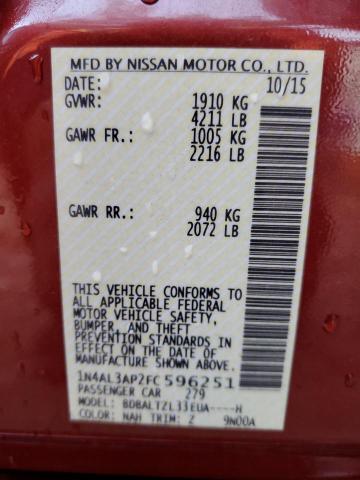 MFD BY NISSAN MOTOR CO., LTD.
DATE: 10/15
GVWR: 1910 KG
4211 LB
GAWR FR.: 1005 KG
2216 LB
GAWR RR.: 940 KG
2072 LB
THIS VEHICLE CONFORMS TO
ALL APPLICABLE FEDERAL
MOTOR VEHICLE SAFETY,
BUMPER, AND THEFT
PREVENTION STANDARDS IN
EFFECT ON THE DATE OF
MANUFACTURE SHOWN ABOVE.
1N4AL3AP2FC596251
PASSENGER CAR 279
MODEL: BDBALTZL33EUA----H
COLOR: NAH TRIM: Z 9N00A